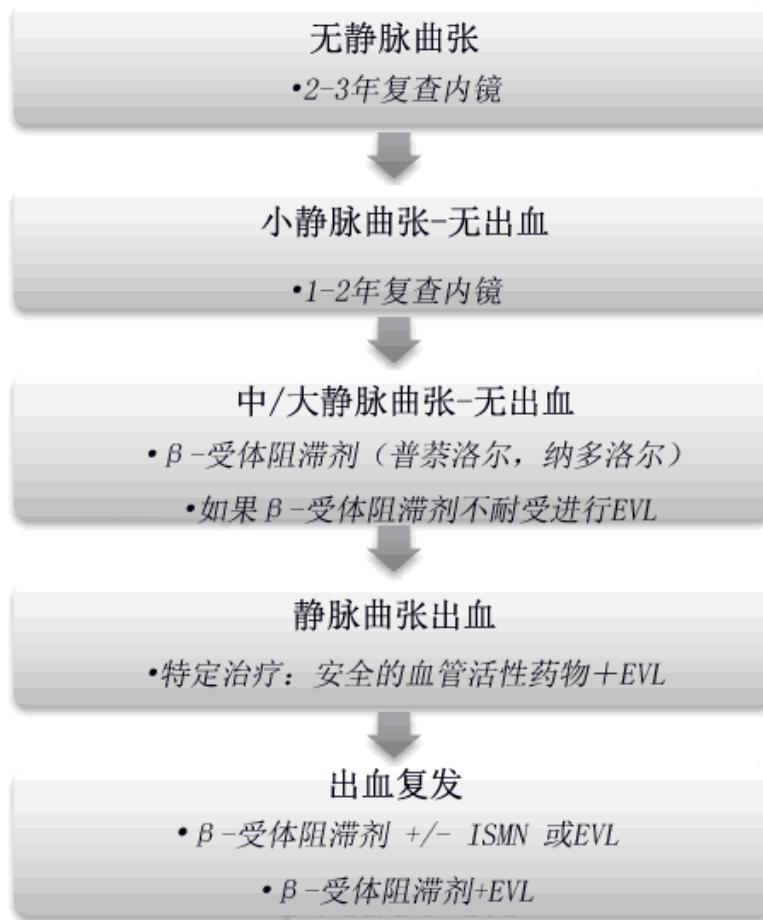 无静脉曲张
•2-3年复查内镜
小静脉曲张-无出血
•1-2年复查内镜
中/大静脉曲张-无出血
•β-受体阻滞剂（普萘洛尔，纳多洛尔）
•如果β-受体阻滞剂不耐受进行EVL
静脉曲张出血
•特定治疗：安全的血管活性药物＋EVL
出血复发
•β-受体阻滞剂 +/- ISMN 或EVL
•β-受体阻滞剂+EVL